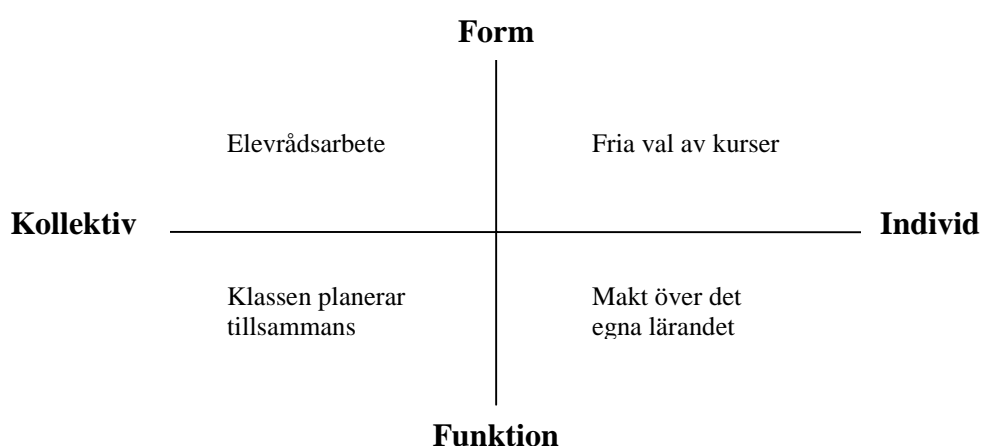 Form
Elevrådsarbete
Fria val av kurser
Kollektiv
Individ
Klassen planerar
tillsammans
Makt över det
egna lärandet
Funktion